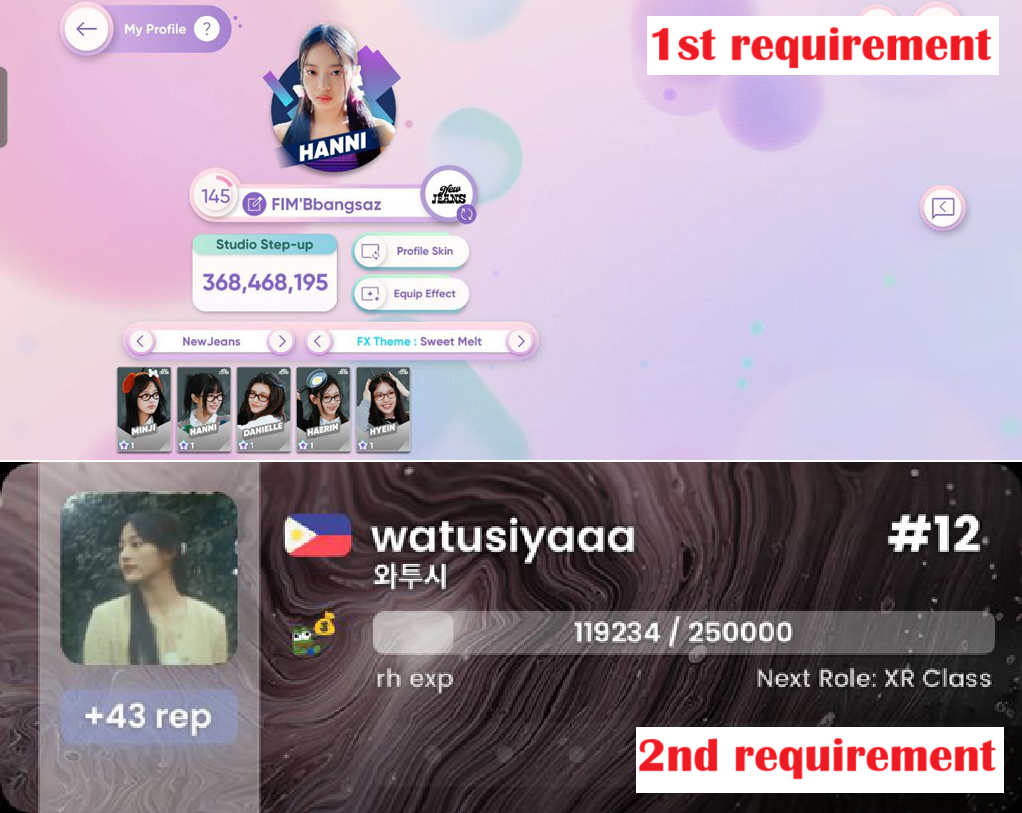 My Profile ?
1st requirement
HANNI
145 FIM'Bbangsaz New JEANS
Studio Step-up
368,468,195
Profile Skin
Equip Effect
NewJeans
FX Theme : Sweet Melt
MINJI HANNI DANIELLE HAERIN HYEIN
1 1 1 1 1
watusiyaaa #12
와투시
119234 / 250000
rh exp Next Role: XR Class
+43 rep
2nd requirement